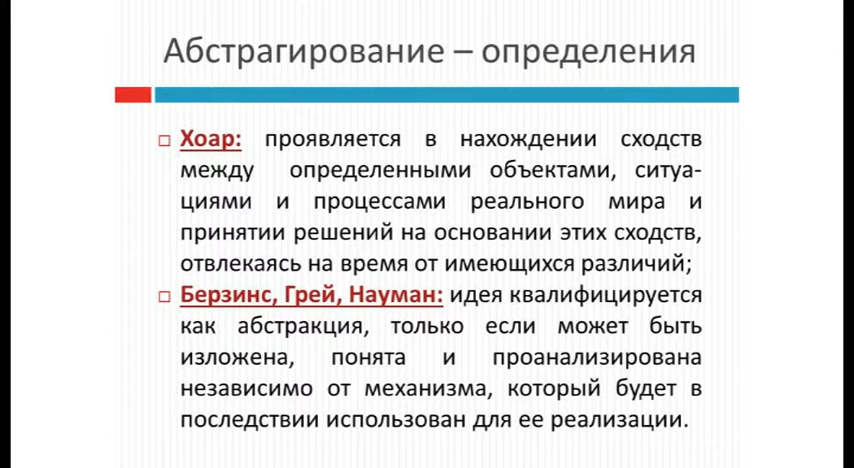 Абстрагирование – определения
Хоар: проявляется в нахождении сходств
между определенными объектами, ситуа-
циями и процессами реального мира и
принятии решений на основании этих сходств,
отвлекаясь на время от имеющихся различий;
Берзинс, Грей, Науман: идея квалифицируется
как абстракция, только если может быть
изложена, понята и проанализирована
независимо от механизма, который будет в
последствии использован для ее реализации.